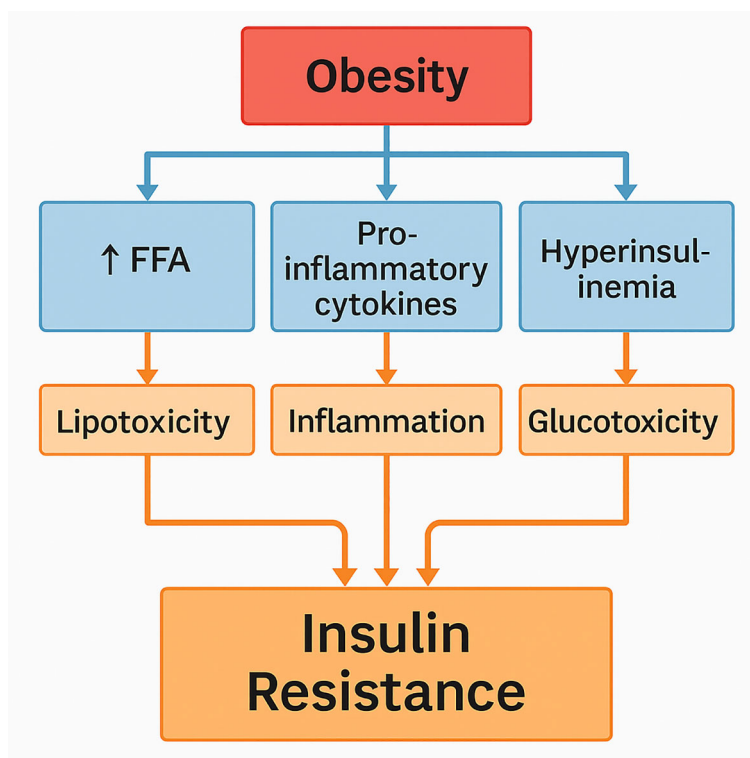 Obesity
↑ FFA
Pro-
inflammatory
cytokines
Hyperinsul-
inemia
Lipotoxicity
Inflammation
Glucotoxicity
Insulin
Resistance